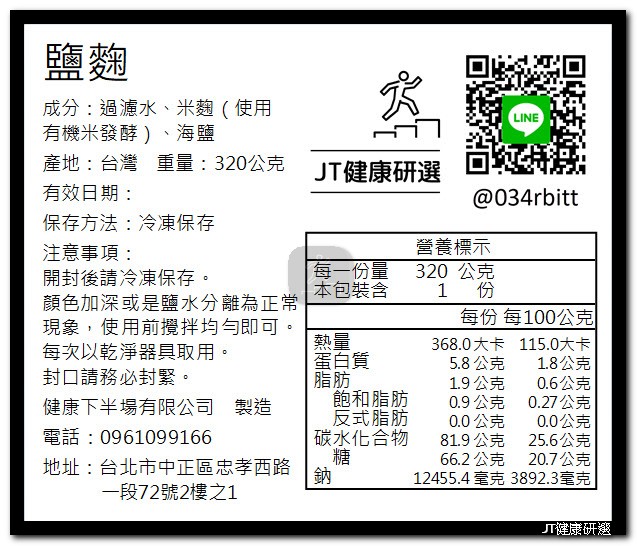 鹽麴
成分：過濾水、米麴（使用
有機米發酵）、海鹽
產地：台灣　重量：320公克
有效日期：
保存方法：冷凍保存
注意事項：
開封後請冷凍保存。
顏色加深或是鹽水分離為正常
現象，使用前攪拌均勻即可。
每次以乾淨器具取用。
封口請務必封緊。
健康下半場有限公司　製造
電話：0961099166
地址：台北市中正區忠孝西路
一段72號2樓之1
JT健康研選
LINE
@034rbitt
營養標示
每一份量 320 公克
本包裝含 1 份
每份 每100公克
熱量 368.0大卡 115.0大卡
蛋白質 5.8公克 1.8公克
脂肪 1.9公克 0.6公克
飽和脂肪 0.9公克 0.27公克
反式脂肪 0.0公克 0.0公克
碳水化合物 81.9公克 25.6公克
糖 66.2公克 20.7公克
鈉 12455.4毫克 3892.3毫克
JT健康研選